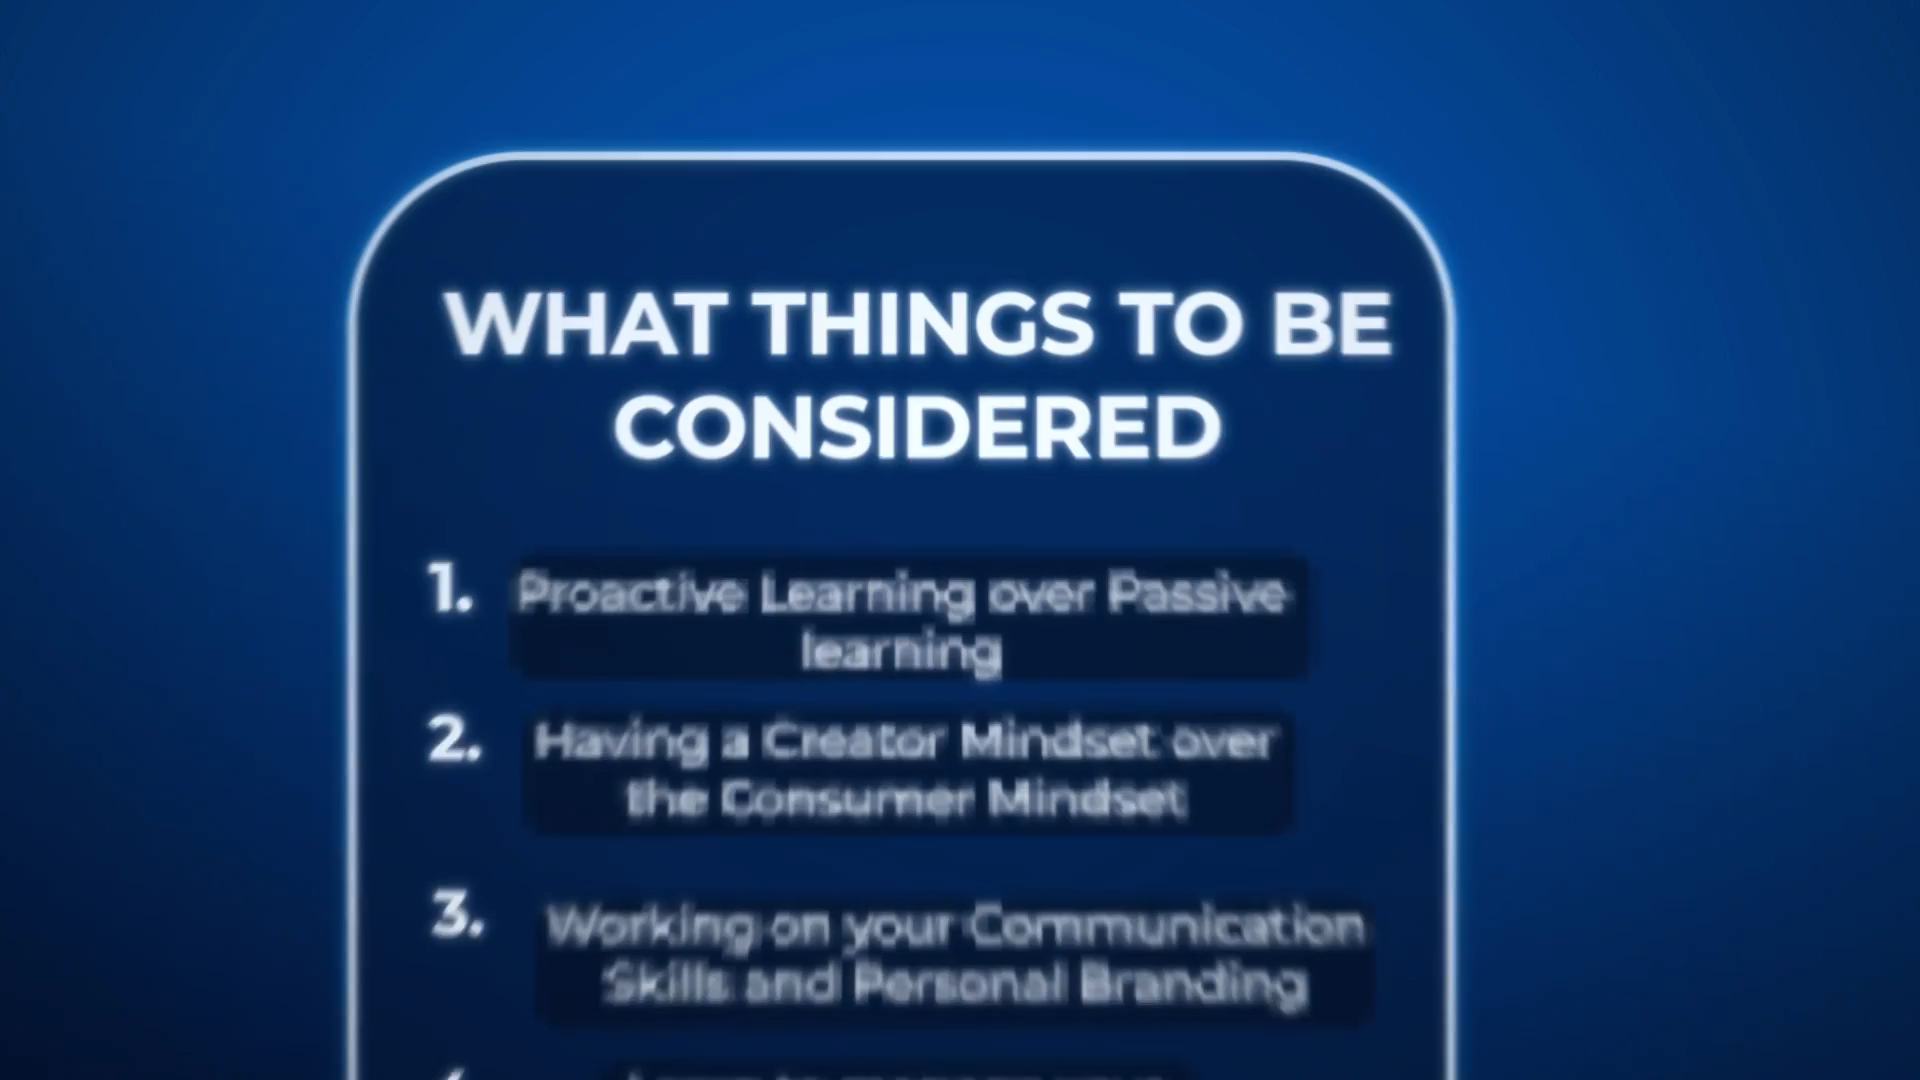 WHAT THINGS TO BE
CONSIDERED
1. Proactive Learning over Passive
learning
2. Having a Creator Mindset over
the Consumer Mindset
3. Working on your Communication
Skills and Personal Branding